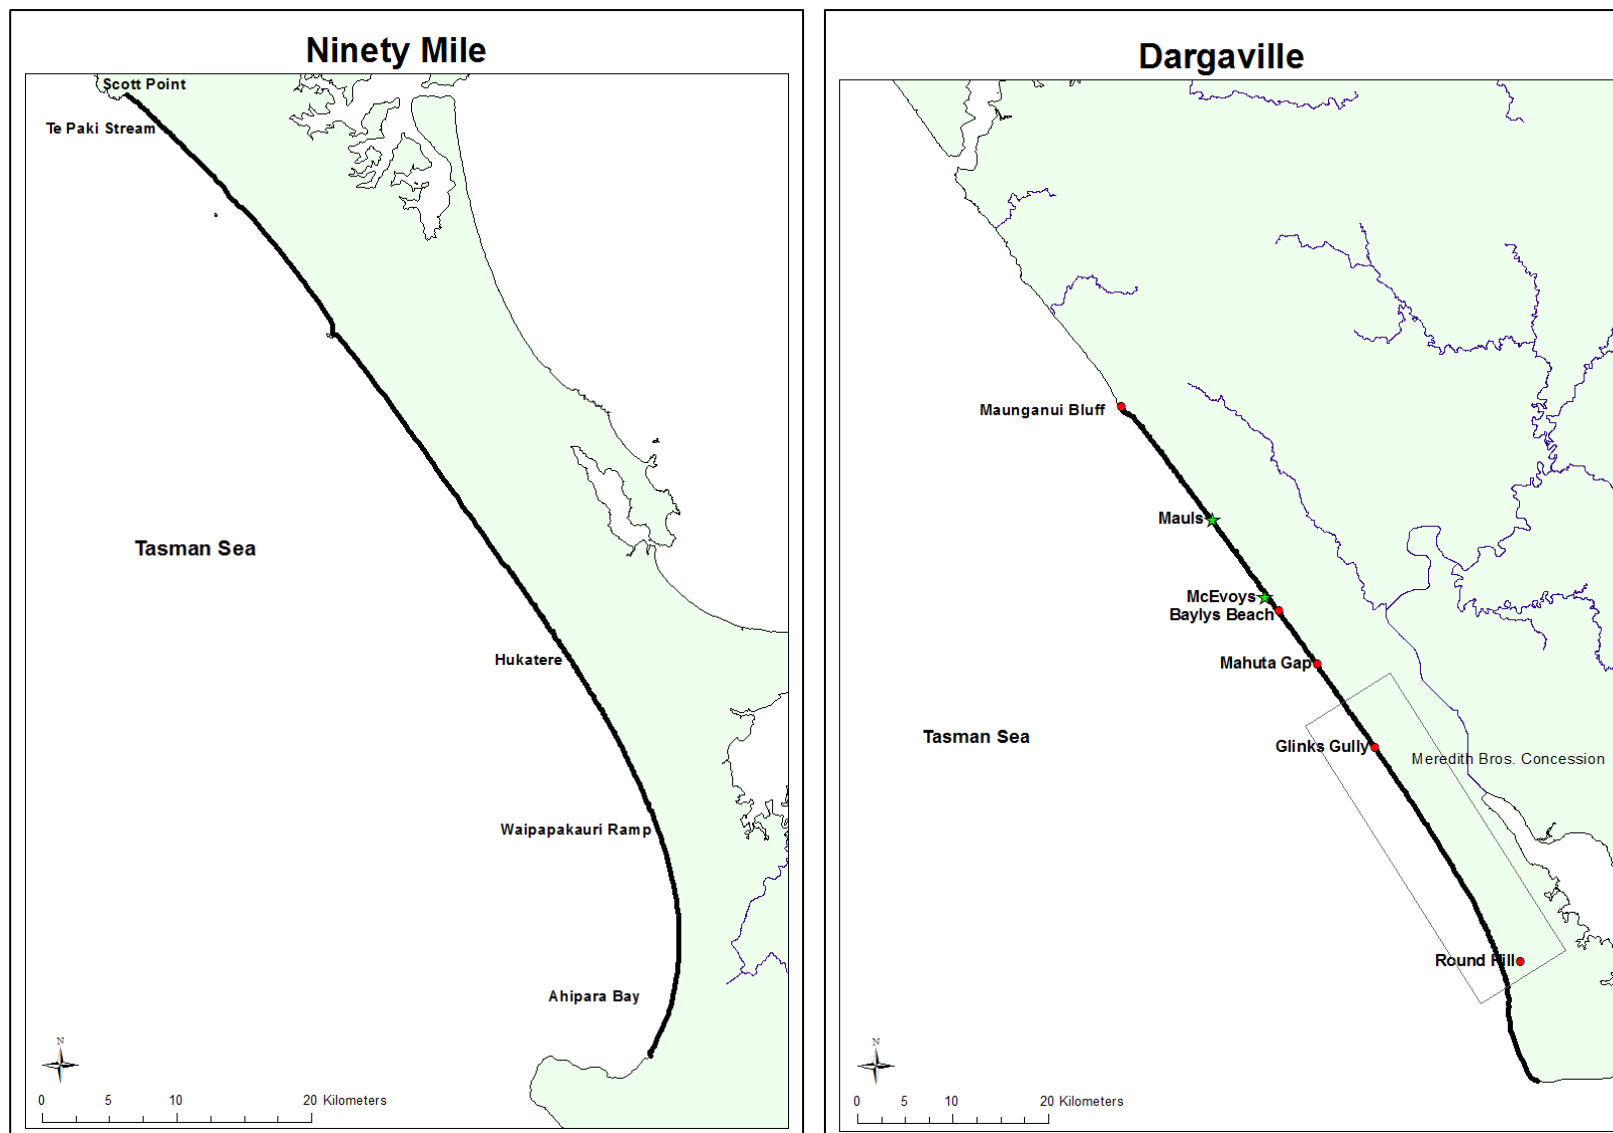 Ninety Mile
Scott Point
Te Paki Stream
Tasman Sea
Hukatere
Waipapakauri Ramp
Ahipara Bay
N
0 5 10 20 Kilometers
Dargaville
Maunganui Bluff
Mauls
McEvoys
Baylys Beach
Mahuta Gap
Tasman Sea
Glinks Gully
Meredith Bros. Concession
Round Hill
N
0 5 10 20 Kilometers